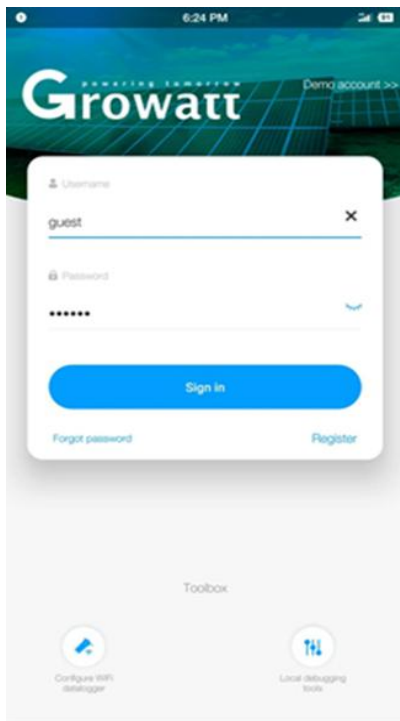 6:24 PM
powering tomorrow
Growatt
Demo account >>
Username
guest
Password
••••••
Sign in
Forgot password
Register
Toolbox
Configure WiFi
datalogger
Local debugging
tools